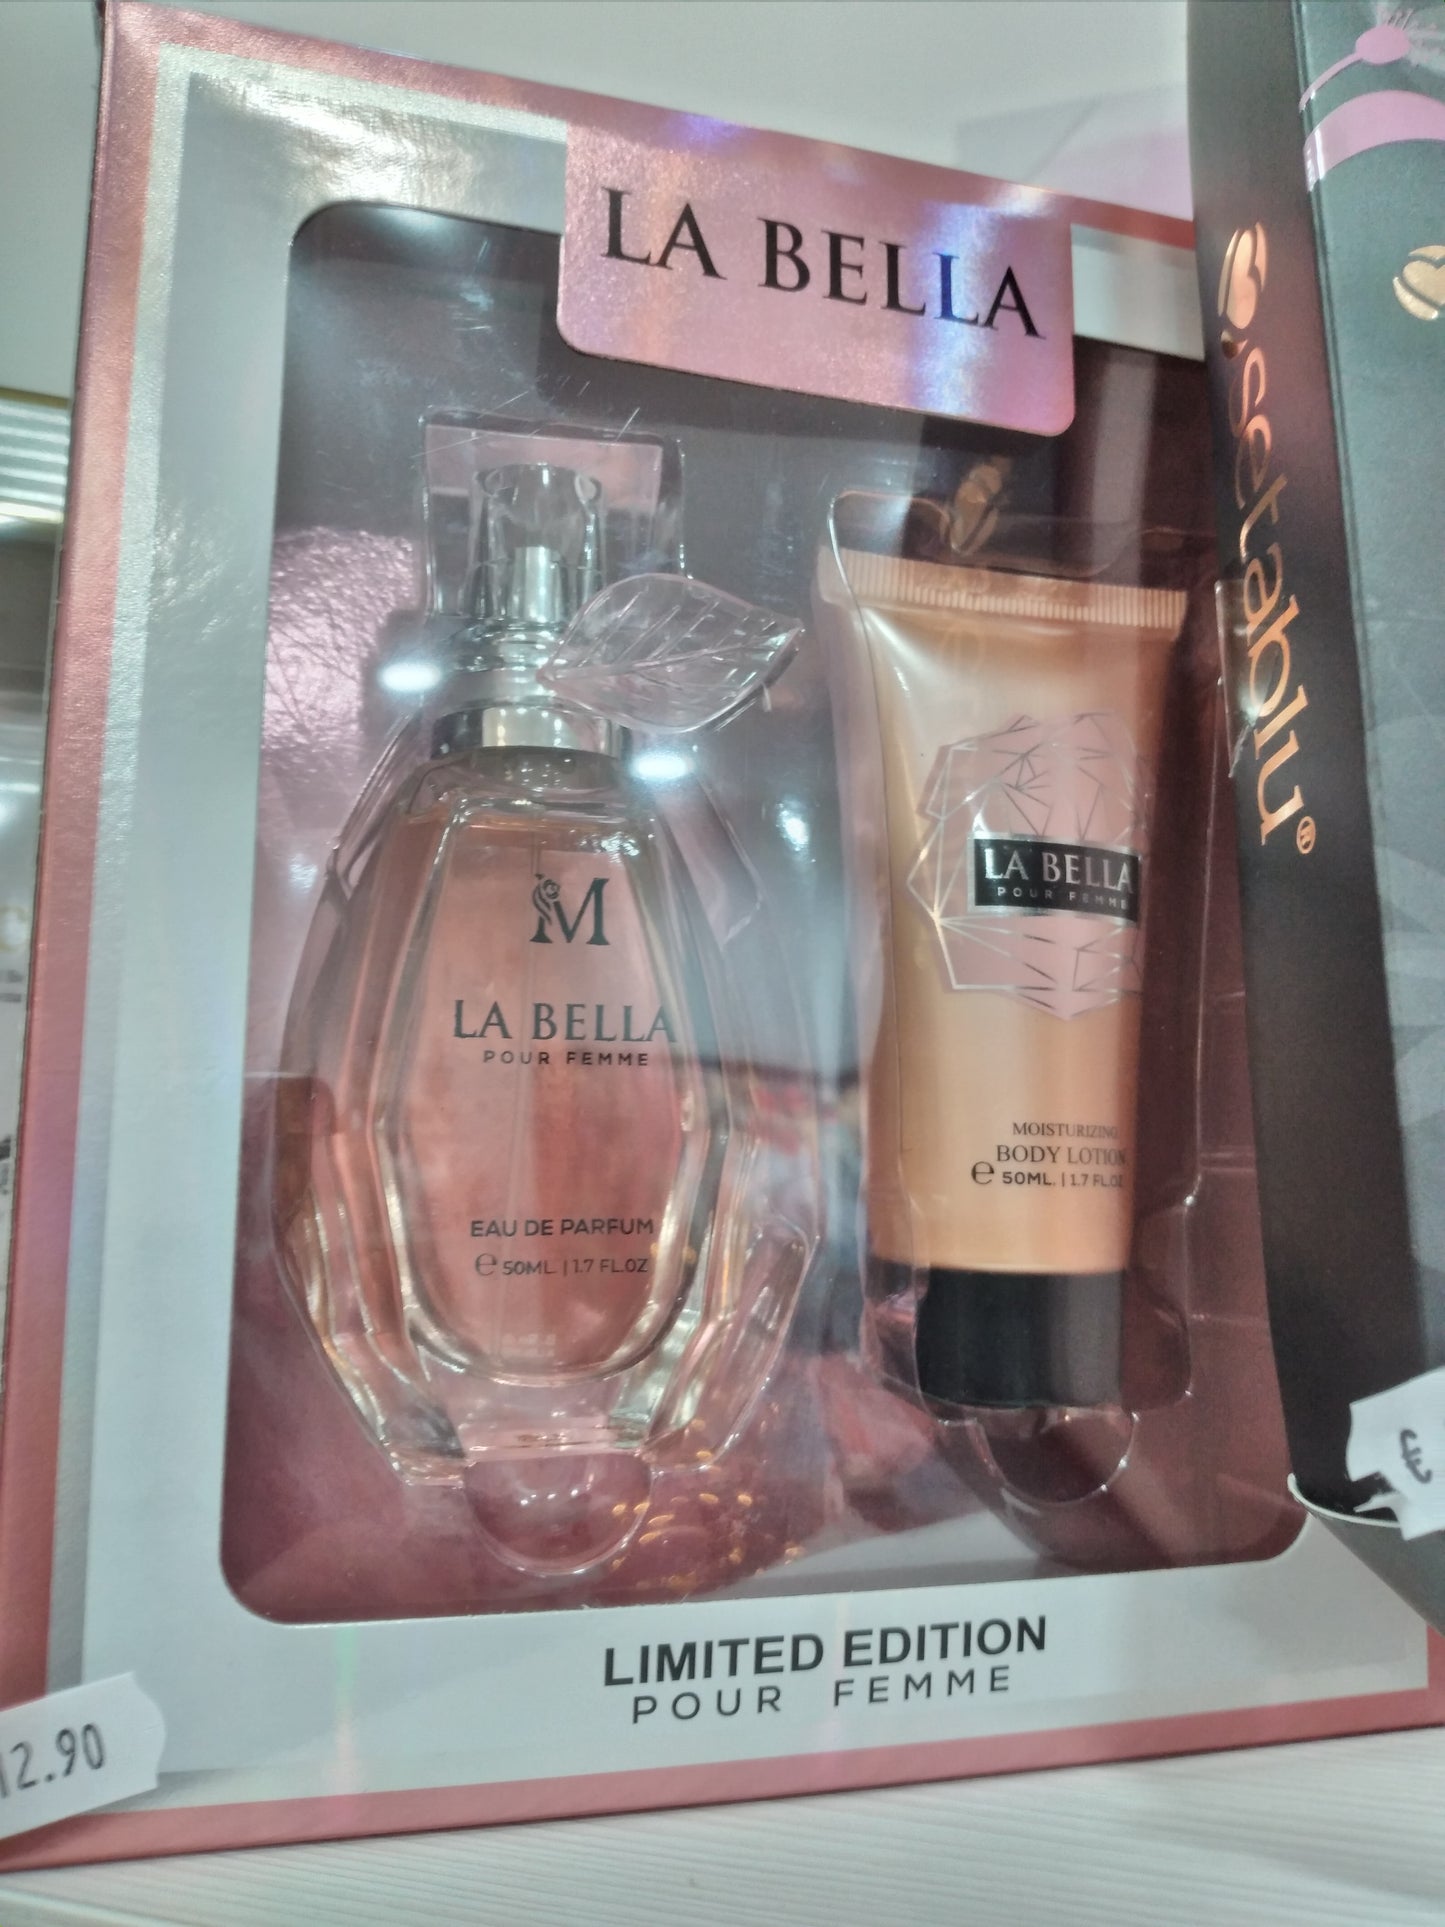 LA BELLA
setablu®
M
LA BELLA
POUR FEMME
EAU DE PARFUM
℮ 50ML | 1.7 FL.OZ
LA BELLA
POUR FEMME
MOISTURIZING
BODY LOTION
℮ 50ML. | 1.7 FL.OZ
LIMITED EDITION
POUR FEMME
12.90
€